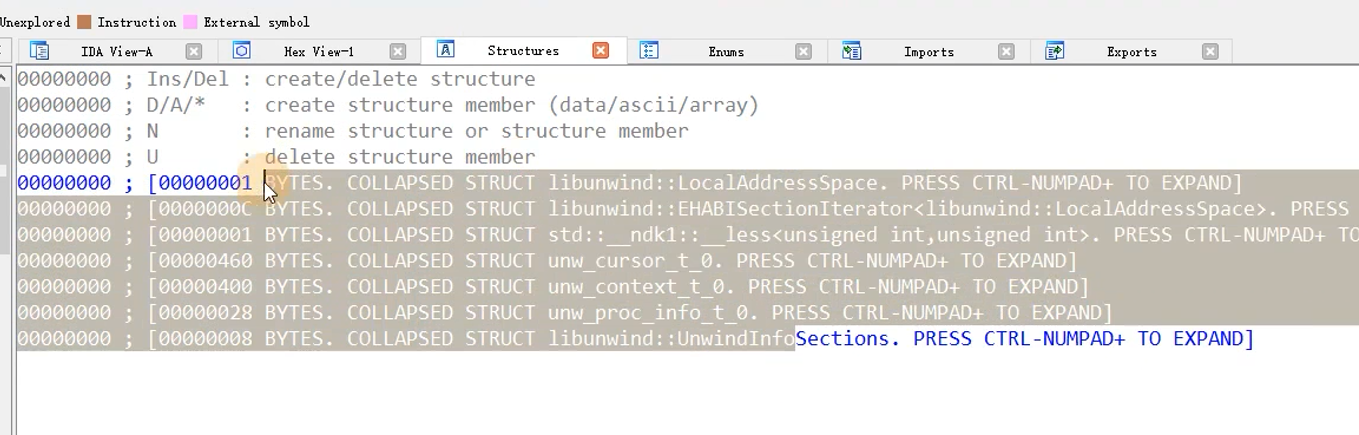 Unexplored Instruction External symbol
IDA View-A Hex View-1 Structures Enums Imports Exports
00000000 ; Ins/Del : create/delete structure
00000000 ; D/A/*   : create structure member (data/ascii/array)
00000000 ; N       : rename structure or structure member
00000000 ; U       : delete structure member
00000000 ; [00000001 BYTES. COLLAPSED STRUCT libunwind::LocalAddressSpace. PRESS CTRL-NUMPAD+ TO EXPAND]
00000000 ; [0000000C BYTES. COLLAPSED STRUCT libunwind::EHABISectionIterator<libunwind::LocalAddressSpace>. PRESS
00000000 ; [00000001 BYTES. COLLAPSED STRUCT std::__ndk1::__less<unsigned int,unsigned int>. PRESS CTRL-NUMPAD+ TO
00000000 ; [00000460 BYTES. COLLAPSED STRUCT unw_cursor_t_0. PRESS CTRL-NUMPAD+ TO EXPAND]
00000000 ; [00000400 BYTES. COLLAPSED STRUCT unw_context_t_0. PRESS CTRL-NUMPAD+ TO EXPAND]
00000000 ; [00000028 BYTES. COLLAPSED STRUCT unw_proc_info_t_0. PRESS CTRL-NUMPAD+ TO EXPAND]
00000000 ; [00000008 BYTES. COLLAPSED STRUCT libunwind::UnwindInfoSections. PRESS CTRL-NUMPAD+ TO EXPAND]